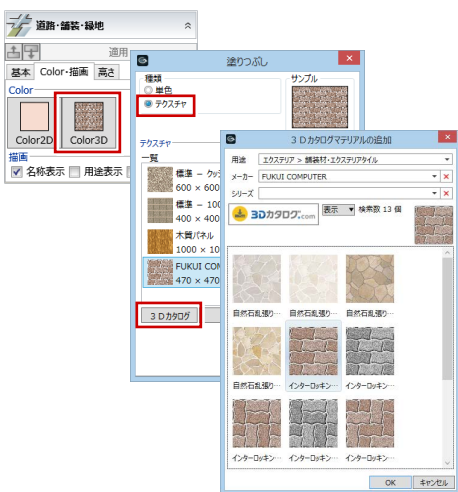 道路・舗装・緑地
適用
基本 Color・描画 高さ
Color
Color2D Color3D
描画
名称表示 用途表示
塗りつぶし
種類
単色
テクスチャ
サンプル
テクスチャ
一覧
標準 -
600 × 600
標準 - 100
400 × 400
木質パネル
1000 × 10
FUKUI COM
470 × 470
3Dカタログ
3Dカタログマテリアルの追加
用途 エクステリア > 舗装材・エクステリアタイル
メーカー FUKUI COMPUTER
シリーズ
3Dカタログ.com 表示 検索数 13 個
自然石乱張り… 自然石乱張り… 自然石乱張り…
自然石乱張り… インターロッキン… インターロッキン…
インターロッキン… インターロッキン… インターロッキン…
OK キャンセル